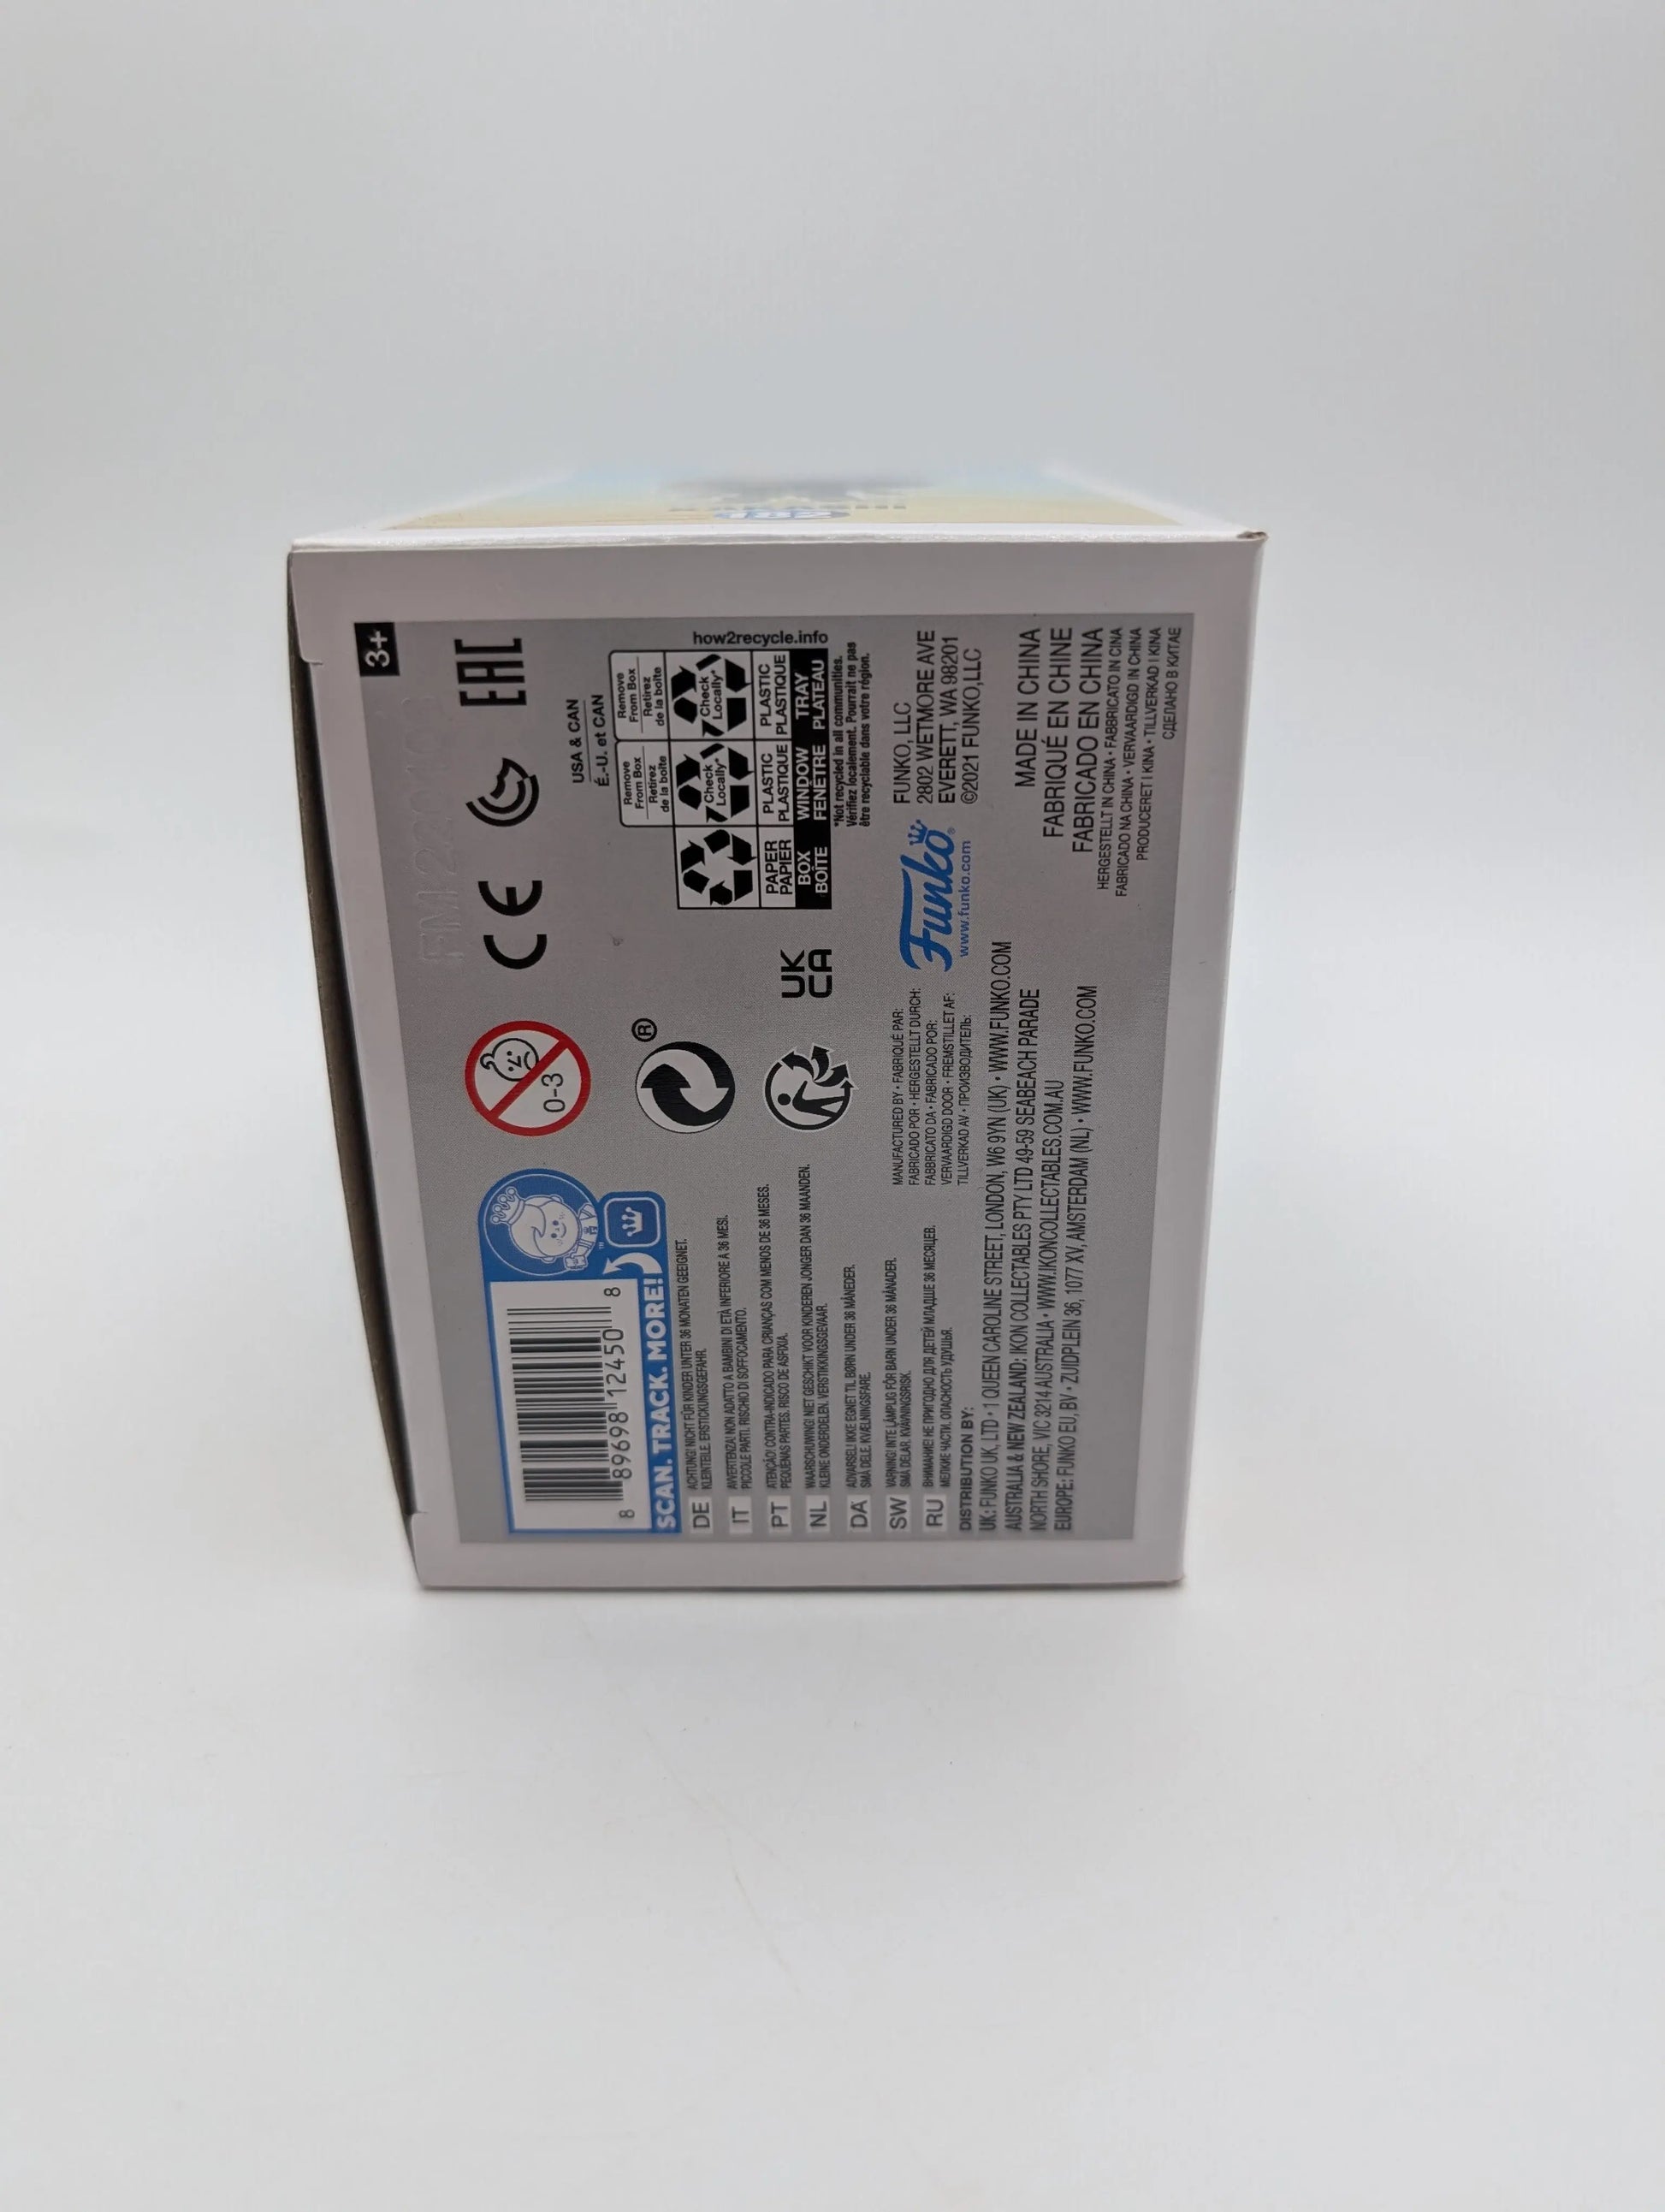 3+
EAC
CE
0-3
8 89698 12450 8
SCAN. TRACK. MORE!
™
DE ACHTUNG! NICHT FÜR KINDER UNTER 36 MONATEN GEEIGNET.
KLEINTEILE. ERSTICKUNGSGEFAHR.
IT AVVERTENZA! NON ADATTO A BAMBINI DI ETÀ INFERIORE A 36 MESI.
PICCOLE PARTI. RISCHIO DI SOFFOCAMENTO.
PT ATENÇÃO! CONTRA-INDICADO PARA CRIANÇAS COM MENOS DE 36 MESES.
PEQUENAS PARTES. RISCO DE ASFIXIA.
NL WAARSCHUWING! NIET GESCHIKT VOOR KINDEREN JONGER DAN 36 MAANDEN.
KLEINE ONDERDELEN. VERSTIKKINGSGEVAAR.
DA ADVARSEL! IKKE EGNET TIL BØRN UNDER 36 MÅNEDER.
SMÅ DELE. KVÆLNINGSFARE.
SW VARNING! INTE LÄMPLIG FÖR BARN UNDER 36 MÅNADER.
SMÅ DELAR. KVÄVNINGSRISK.
RU ВНИМАНИЕ! НЕ ПРИГОДНО ДЛЯ ДЕТЕЙ МЛАДШЕ 36 МЕСЯЦЕВ.
МЕЛКИЕ ЧАСТИ. ОПАСНОСТЬ УДУШЬЯ.
®
UK
CA
USA & CAN
É.-U. et CAN
Remove
From Box
Retirez
de la boîte
Remove
From Box
Retirez
de la boîte
Check
Locally*
Check
Locally*
PAPER
PAPIER
PLASTIC
PLASTIQUE
PLASTIC
PLASTIQUE
BOX
BOÎTE
WINDOW
FENÊTRE
TRAY
PLATEAU
how2recycle.info
*Not recycled in all communities.
Vérifiez localement. Pourrait ne pas
être recyclable dans votre région.
MANUFACTURED BY • FABRIQUÉ PAR:
FABRICADO POR • HERGESTELLT DURCH:
FABBRICATO DA • FABRICADO POR:
VERVAARDIGD DOOR • FREMSTILLET AF:
TILLVERKAD AV • ПРОИЗВОДИТЕЛЬ:
Funko®
www.funko.com
FUNKO, LLC
2802 WETMORE AVE
EVERETT, WA 98201
©2021 FUNKO,LLC
DISTRIBUTION BY:
UK: FUNKO UK, LTD • 1 QUEEN CAROLINE STREET, LONDON, W6 9YN (UK) • WWW.FUNKO.COM
AUSTRALIA & NEW ZEALAND: IKON COLLECTABLES PTY LTD 49-59 SEABEACH PARADE
NORTH SHORE, VIC 3214 AUSTRALIA • WWW.IKONCOLLECTABLES.COM.AU
EUROPE: FUNKO EU, BV • ZUIDPLEIN 36, 1077 XV, AMSTERDAM (NL) • WWW.FUNKO.COM
MADE IN CHINA
FABRIQUÉ EN CHINE
FABRICADO EN CHINA
HERGESTELLT IN CHINA • FABBRICATO IN CINA
FABRICADO NA CHINA • VERVAARDIGD IN CHINA
PRODUCERET I KINA • TILLVERKAD I KINA
СДЕЛАНО В КИТАЕ